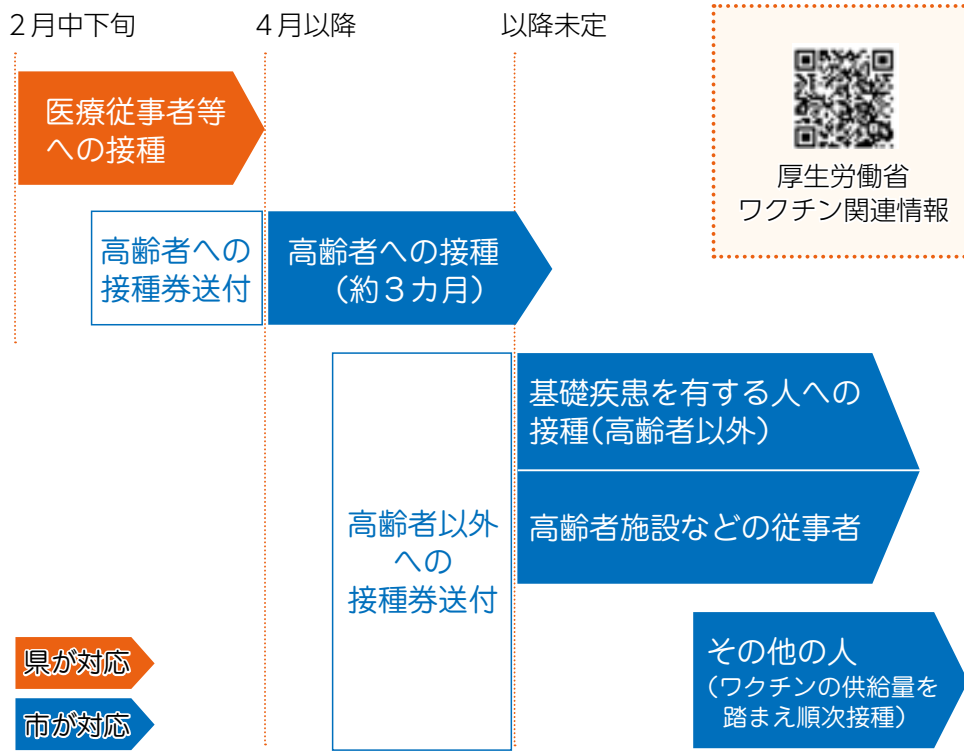 ２月中下旬
４月以降
以降未定
医療従事者等
への接種
厚生労働省
ワクチン関連情報
高齢者への
接種券送付
高齢者への接種
（約３カ月）
基礎疾患を有する人への
接種（高齢者以外）
高齢者以外
への
接種券送付
高齢者施設などの従事者
その他の人
（ワクチンの供給量を
踏まえ順次接種）
県が対応
市が対応